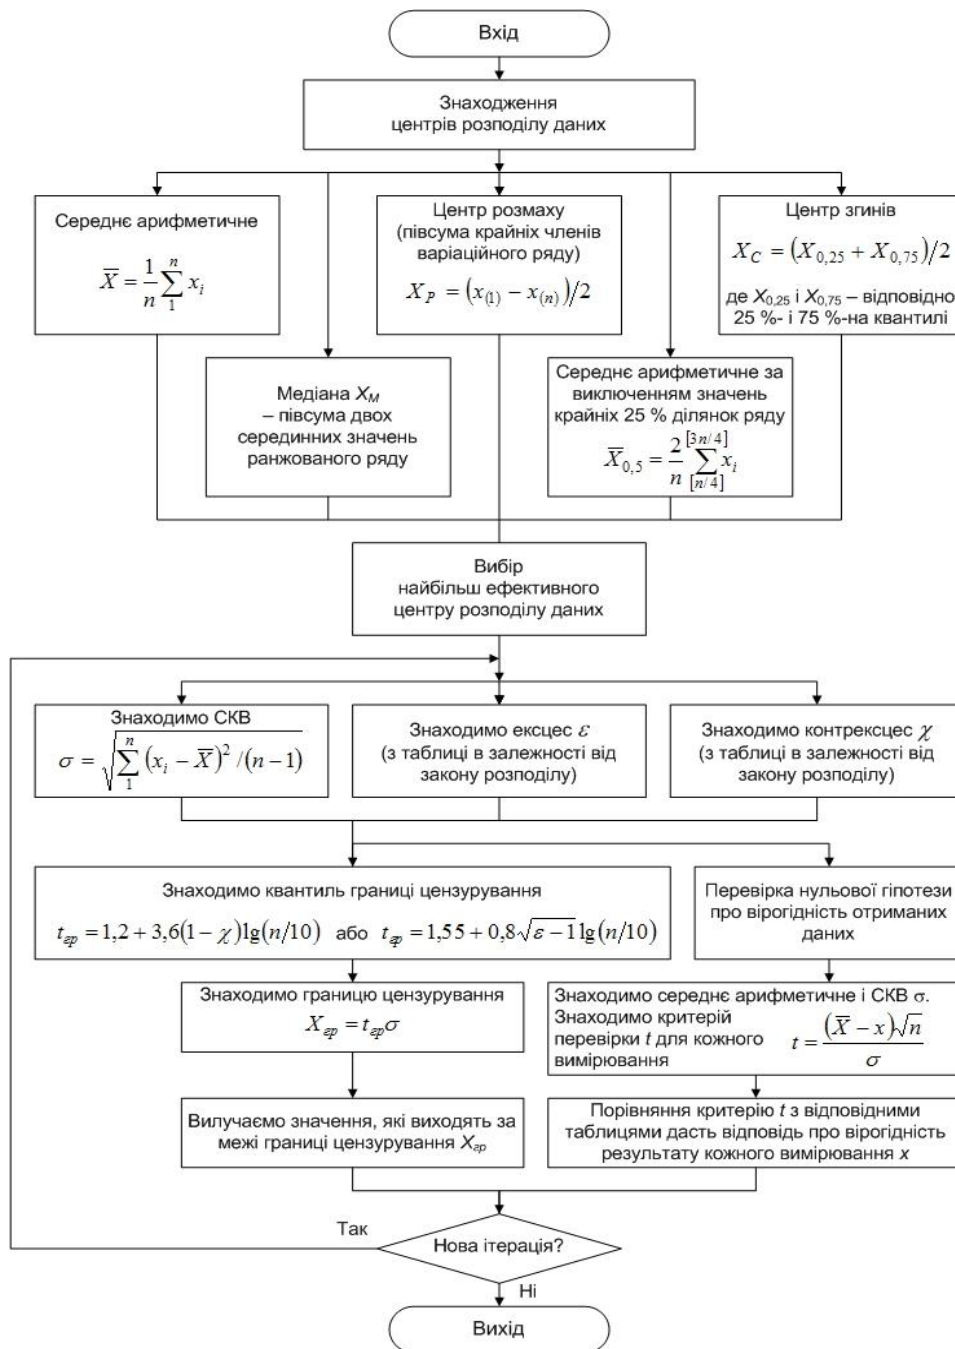 Вхід
Знаходження
центрів розподілу даних
Середнє арифметичне
X̅ = 1/n ∑₁ⁿ xᵢ
Центр розмаху
(півсума крайніх членів
варіаційного ряду)
X_P = (x₍₁₎ − x₍ₙ₎)/2
Центр згинів
X_C = (X₀,₂₅ + X₀,₇₅)/2
де X₀,₂₅ і X₀,₇₅ – відповідно
25 %- і 75 %-на квантилі
Медіана X_M
– півсума двох
серединних значень
ранжованого ряду
Середнє арифметичне за
виключенням значень
крайніх 25 % ділянок ряду
X̅₀,₅ = 2/n ∑_[n/4]^[3n/4] xᵢ
Вибір
найбільш ефективного
центру розподілу даних
Знаходимо СКВ
σ = √(∑₁ⁿ (xᵢ − X̅)² /(n − 1))
Знаходимо ексцес ε
(з таблиці в залежності від
закону розподілу)
Знаходимо контрексцес χ
(з таблиці в залежності від
закону розподілу)
Знаходимо квантиль границі цензурування
t_гр = 1,2 + 3,6(1 − χ)lg(n/10) або t_гр = 1,55 + 0,8√(ε − 1) lg(n/10)
Перевірка нульової гіпотези
про вірогідність отриманих
даних
Знаходимо границю цензурування
X_гр = t_гр σ
Знаходимо середнє арифметичне і СКВ σ.
Знаходимо критерій
перевірки t для кожного
вимірювання
t = (X̅ − x)√n / σ
Вилучаємо значення, які виходять за
межі границі цензурування X_гр
Порівняння критерію t з відповідними
таблицями дасть відповідь про вірогідність
результату кожного вимірювання x
Так
Нова ітерація?
Ні
Вихід